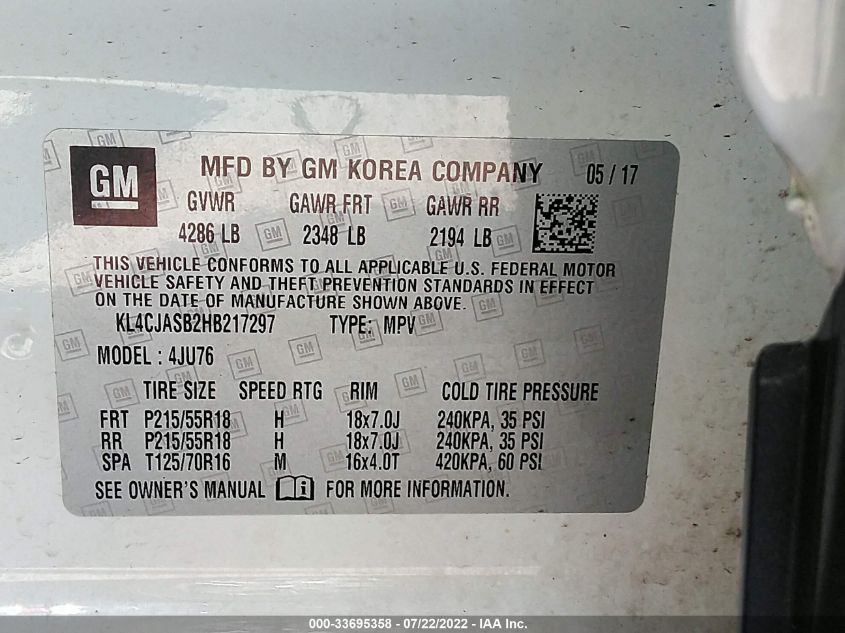 GM MFD BY GM KOREA COMPANY 05 / 17
GVWR GAWR FRT GAWR RR
4286 LB 2348 LB 2194 LB
THIS VEHICLE CONFORMS TO ALL APPLICABLE U.S. FEDERAL MOTOR
VEHICLE SAFETY AND THEFT PREVENTION STANDARDS IN EFFECT
ON THE DATE OF MANUFACTURE SHOWN ABOVE.
KL4CJASB2HB217297 TYPE: MPV
MODEL : 4JU76
TIRE SIZE SPEED RTG RIM COLD TIRE PRESSURE
FRT P215/55R18 H 18x7.0J 240KPA, 35 PSI
RR P215/55R18 H 18x7.0J 240KPA, 35 PSI
SPA T125/70R16 M 16x4.0T 420KPA, 60 PSI
SEE OWNER'S MANUAL FOR MORE INFORMATION.
000-33695358 - 07/22/2022 - IAA Inc.